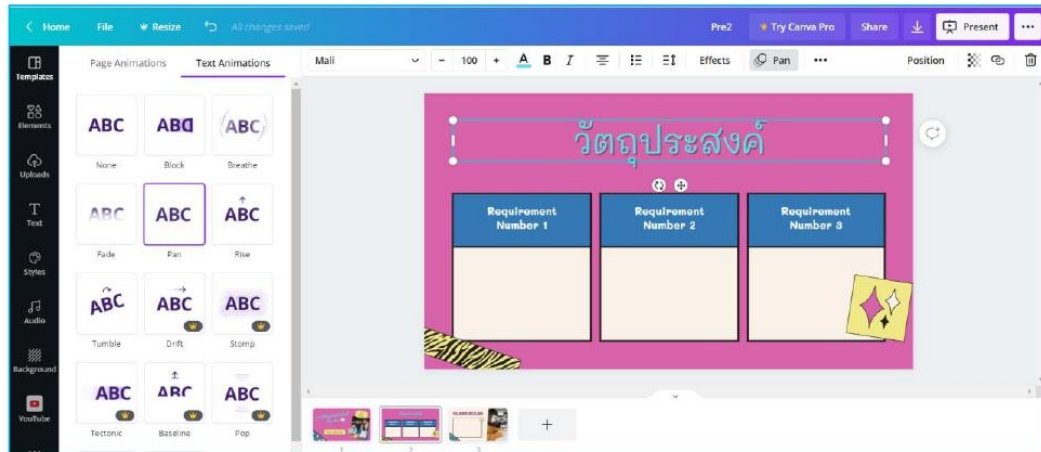 Home File Resize All changes saved Pre2 Try Canva Pro Share Present
Page Animations Text Animations
Mali - 100 + A B I Effects Pan Position
Templates
Elements
Uploads
T
Text
Styles
Audio
Background
YouTube
ABC ABC ABC
None Block Breathe
ABC ABC ABC
Fade Pan Rise
ABC ABC ABC
Tumble Drift Stomp
ABC ABC ABC
Tectonic Baseline Pop
วัตถุประสงค์
Requirement Number 1
Requirement Number 2
Requirement Number 3
1 2 3